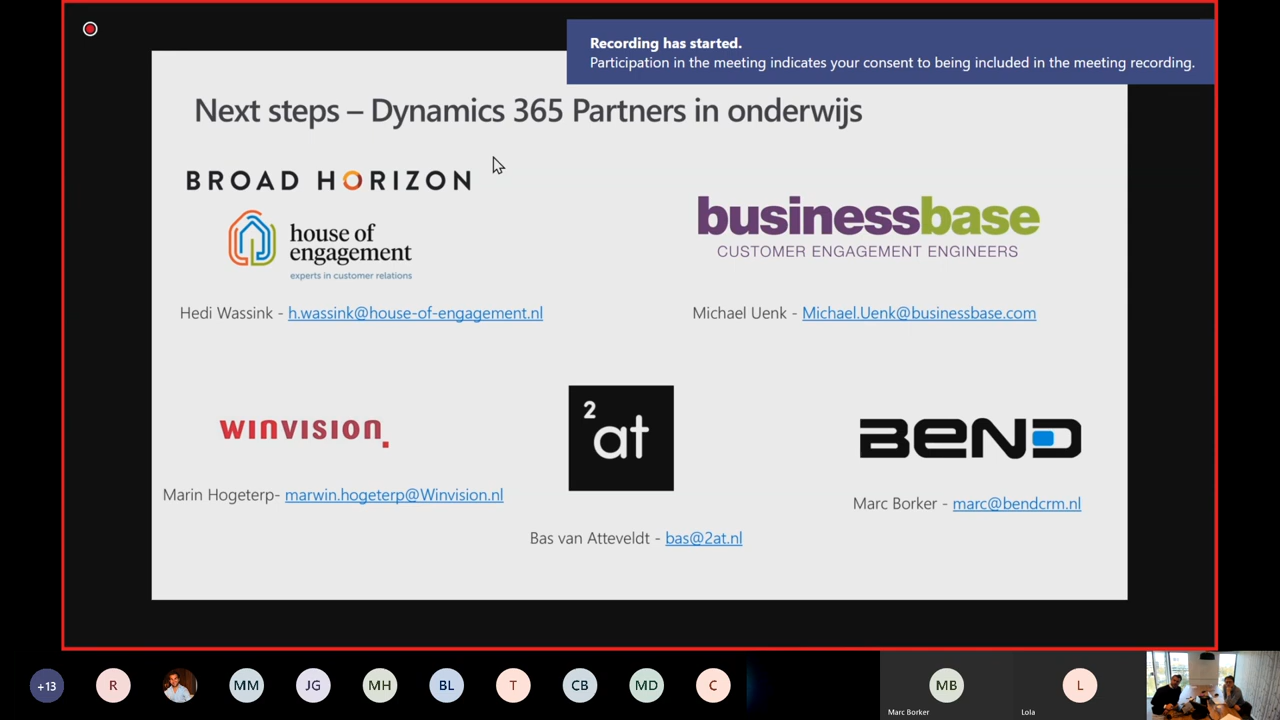 Recording has started.
Participation in the meeting indicates your consent to being included in the meeting recording.
Next steps – Dynamics 365 Partners in onderwijs
BROAD HORIZON
house of
engagement
experts in customer relations
businessbase
CUSTOMER ENGAGEMENT ENGINEERS
Hedi Wassink - h.wassink@house-of-engagement.nl
Michael Uenk - Michael.Uenk@businessbase.com
winvision.
2at
BEND
Marin Hogeterp- marwin.hogeterp@Winvision.nl
Marc Borker - marc@bendcrm.nl
Bas van Atteveldt - bas@2at.nl
+13
R
MM
JG
MH
BL
T
CB
MD
C
MB
L
Marc Borker
Lola